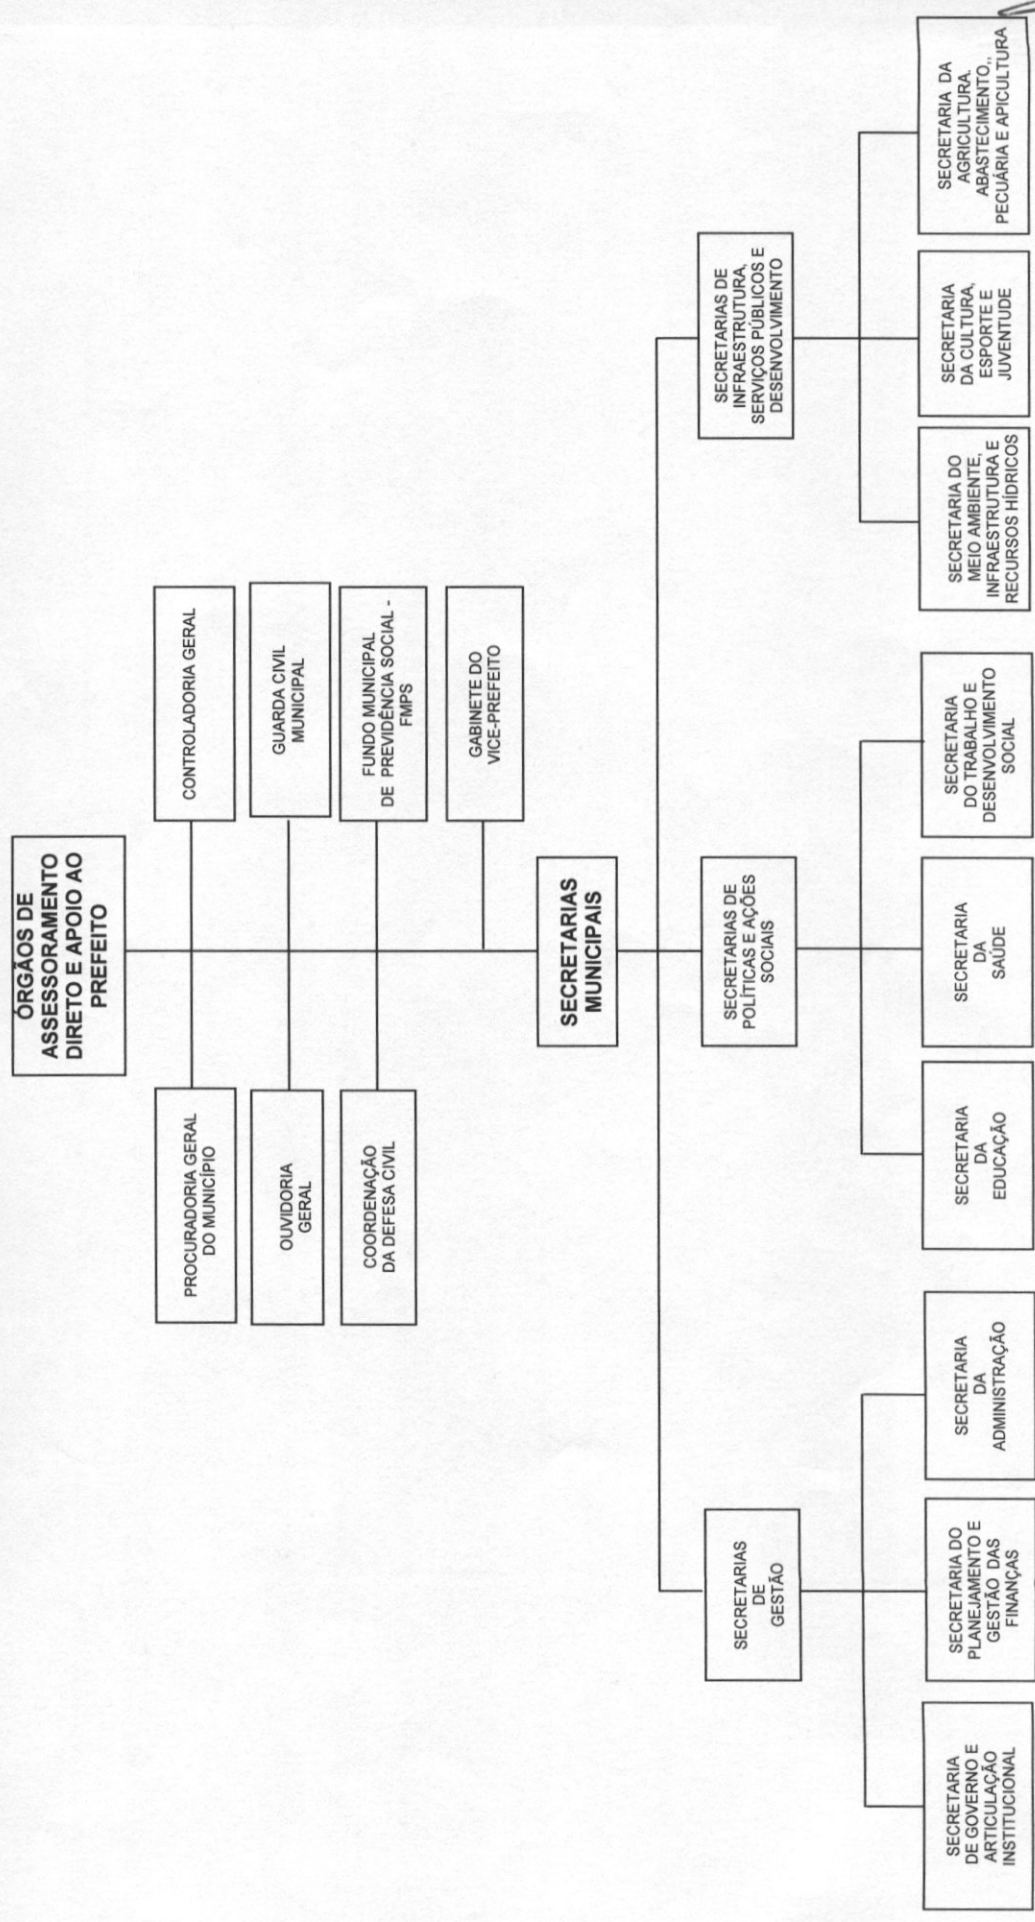 ÓRGÃOS DE
ASSESSORAMENTO
DIRETO E APOIO AO
PREFEITO
PROCURADORIA GERAL
DO MUNICÍPIO
CONTROLADORIA GERAL
OUVIDORIA
GERAL
GUARDA CIVIL
MUNICIPAL
COORDENAÇÃO
DA DEFESA CIVIL
FUNDO MUNICIPAL
DE PREVIDÊNCIA SOCIAL -
FMPS
GABINETE DO
VICE-PREFEITO
SECRETARIAS
MUNICIPAIS
SECRETARIAS
DE
GESTÃO
SECRETARIAS DE
POLÍTICAS E AÇÕES
SOCIAIS
SECRETARIAS DE
INFRAESTRUTURA,
SERVIÇOS PÚBLICOS E
DESENVOLVIMENTO
SECRETARIA
DE GOVERNO E
ARTICULAÇÃO
INSTITUCIONAL
SECRETARIA DO
PLANEJAMENTO E
GESTÃO DAS
FINANÇAS
SECRETARIA
DA
ADMINISTRAÇÃO
SECRETARIA
DA
EDUCAÇÃO
SECRETARIA
DA
SAÚDE
SECRETARIA
DO TRABALHO E
DESENVOLVIMENTO
SOCIAL
SECRETARIA DO
MEIO AMBIENTE,
INFRAESTRUTURA E
RECURSOS HÍDRICOS
SECRETARIA
DA CULTURA,
ESPORTE E
JUVENTUDE
SECRETARIA DA
AGRICULTURA.
ABASTECIMENTO,,
PECUÁRIA E APICULTURA